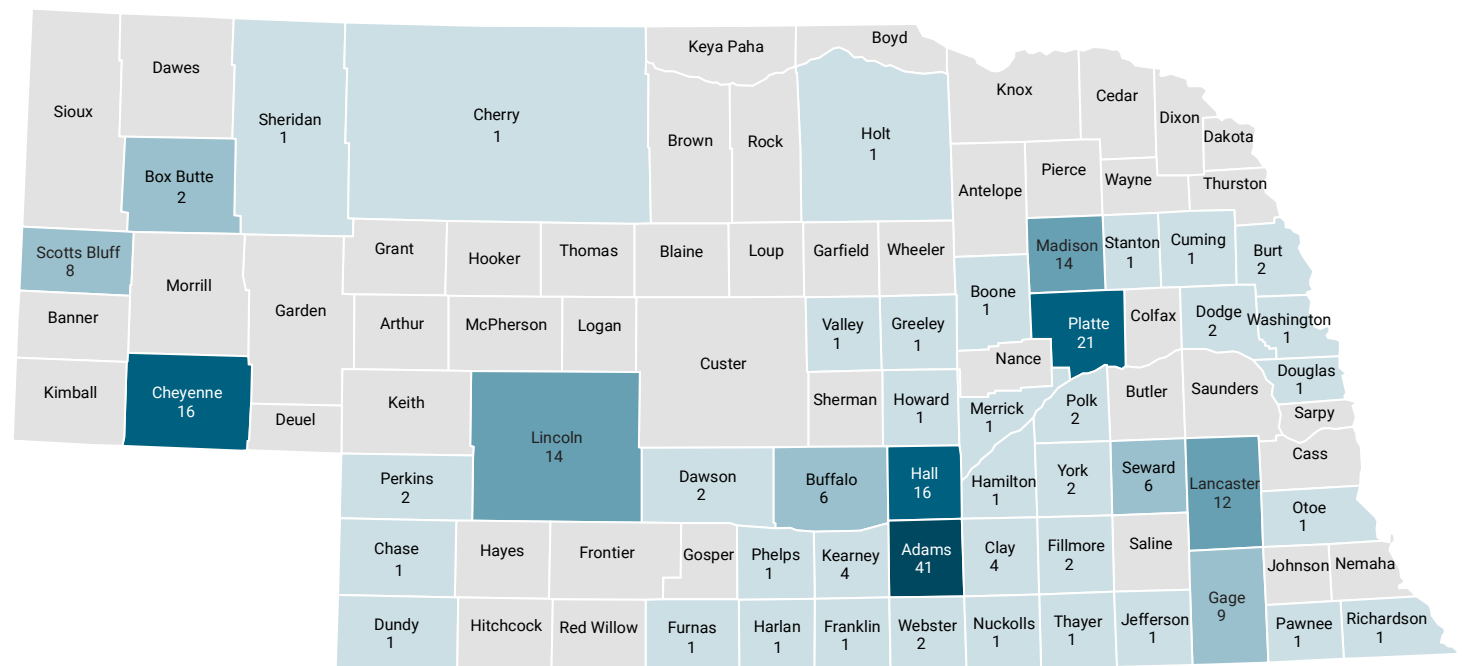 Boyd
Keya Paha
Dawes
Knox
Cedar
Sioux
Sheridan
1
Cherry
1
Holt
1
Dixon
Dakota
Brown
Rock
Box Butte
2
Pierce
Antelope
Wayne
Thurston
Scotts Bluff
8
Grant
Hooker
Thomas
Blaine
Loup
Garfield
Wheeler
Madison
14
Stanton
1
Cuming
1
Burt
2
Morrill
Garden
Boone
1
Banner
Arthur
McPherson
Logan
Valley
1
Greeley
1
Platte
21
Colfax
Dodge
2
Washington
1
Custer
Nance
Kimball
Cheyenne
16
Deuel
Keith
Sherman
Howard
1
Merrick
1
Polk
2
Butler
Saunders
Douglas
1
Sarpy
Lincoln
14
Cass
Perkins
2
Dawson
2
Buffalo
6
Hall
16
Hamilton
1
York
2
Seward
6
Lancaster
12
Otoe
1
Chase
1
Hayes
Frontier
Gosper
Phelps
1
Kearney
4
Adams
41
Clay
4
Fillmore
2
Saline
Johnson
Nemaha
Gage
9
Dundy
1
Hitchcock
Red Willow
Furnas
1
Harlan
1
Franklin
1
Webster
2
Nuckolls
1
Thayer
1
Jefferson
1
Pawnee
1
Richardson
1